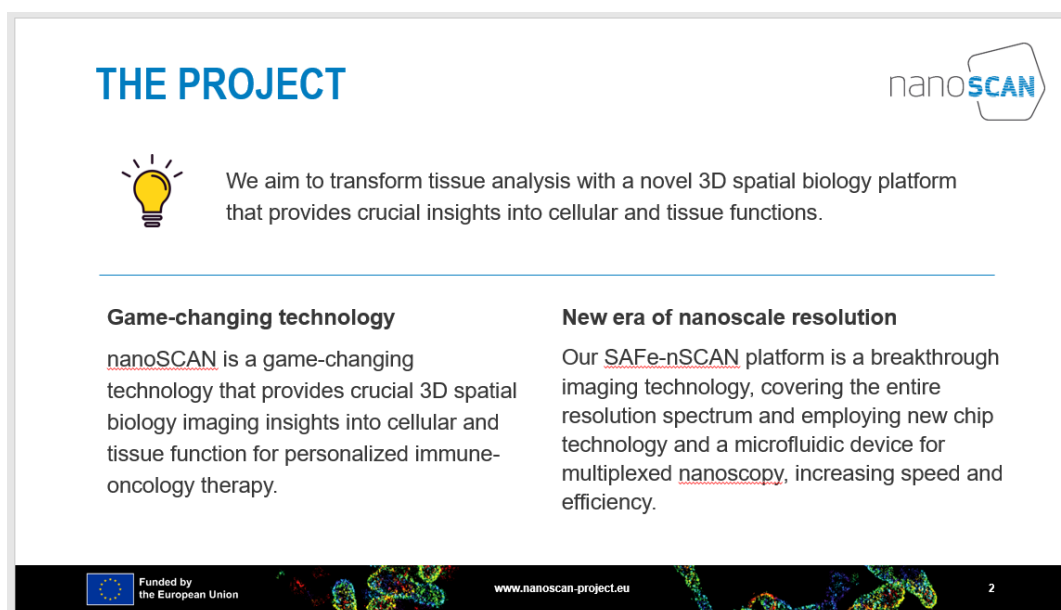 THE PROJECT
nanoSCAN
We aim to transform tissue analysis with a novel 3D spatial biology platform
that provides crucial insights into cellular and tissue functions.
Game-changing technology
nanoSCAN is a game-changing
technology that provides crucial 3D spatial
biology imaging insights into cellular and
tissue function for personalized immune-
oncology therapy.
New era of nanoscale resolution
Our SAFe-nSCAN platform is a breakthrough
imaging technology, covering the entire
resolution spectrum and employing new chip
technology and a microfluidic device for
multiplexed nanoscopy, increasing speed and
efficiency.
Funded by
the European Union
www.nanoscan-project.eu
2